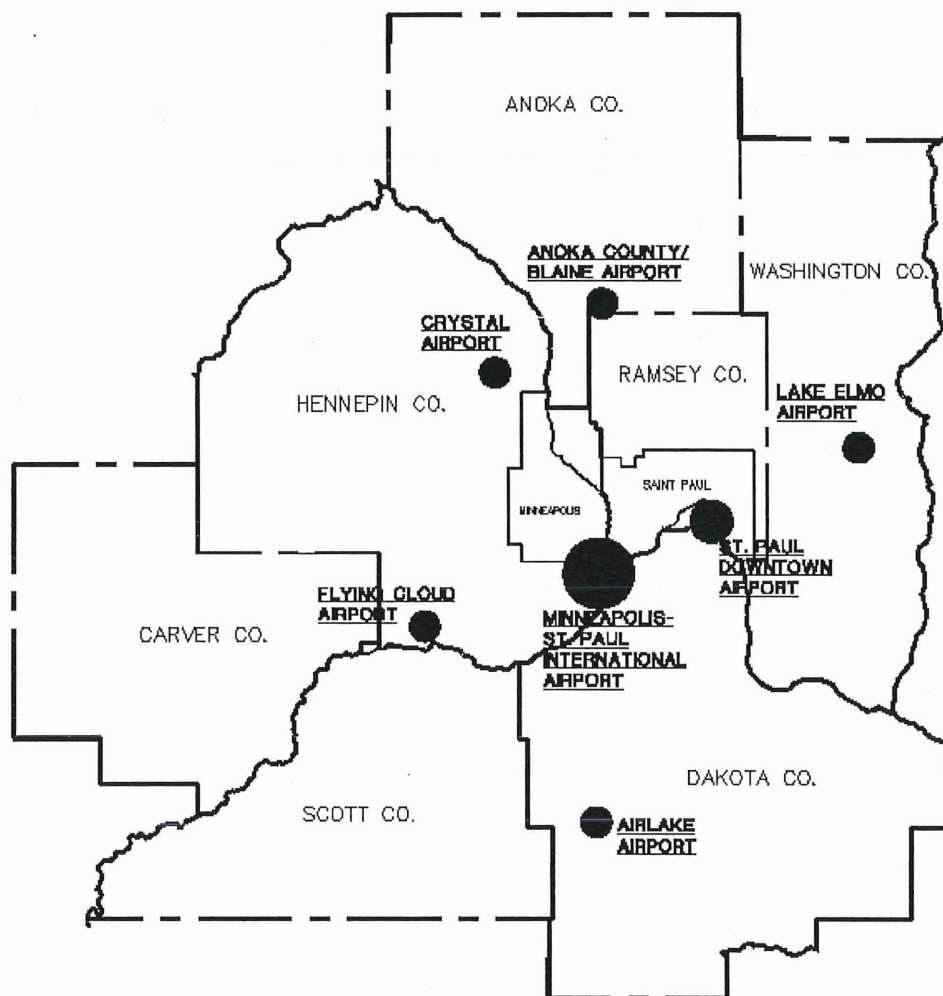 ANOKA CO.
ANOKA COUNTY/
BLAINE AIRPORT
WASHINGTON CO.
CRYSTAL
AIRPORT
RAMSEY CO.
HENNEPIN CO.
LAKE ELMO
AIRPORT
SAINT PAUL
MINNEAPOLIS
ST. PAUL
DOWNTOWN
AIRPORT
FLYING CLOUD
AIRPORT
MINNEAPOLIS-
ST. PAUL
INTERNATIONAL
AIRPORT
CARVER CO.
DAKOTA CO.
SCOTT CO.
AIRLAKE
AIRPORT